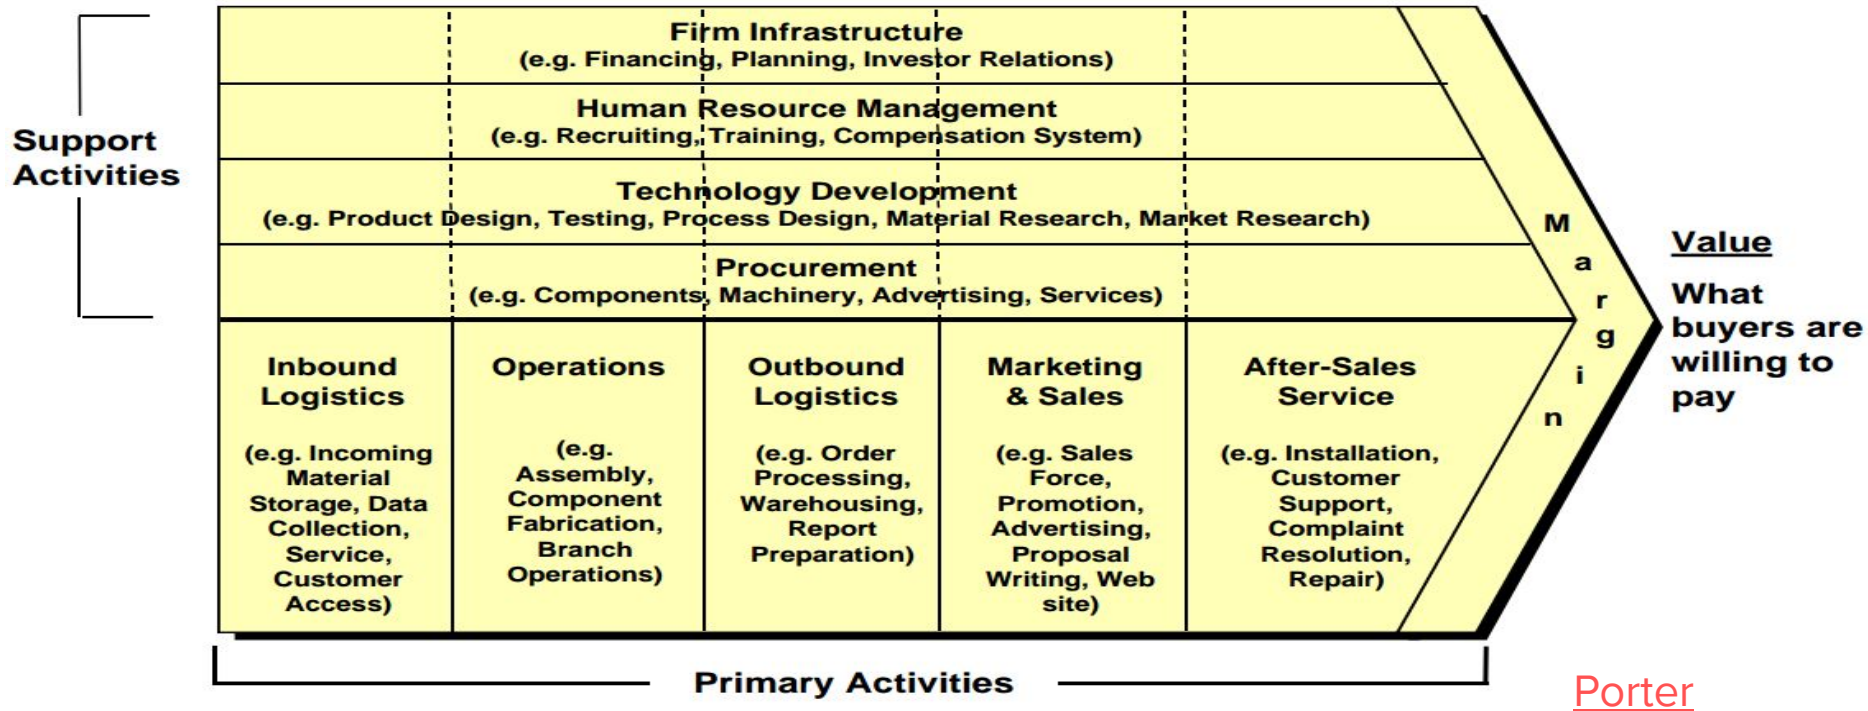 Support
Activities
Firm Infrastructure
(e.g. Financing, Planning, Investor Relations)
Human Resource Management
(e.g. Recruiting, Training, Compensation System)
Technology Development
(e.g. Product Design, Testing, Process Design, Material Research, Market Research)
Procurement
(e.g. Components, Machinery, Advertising, Services)
Inbound
Logistics
(e.g. Incoming
Material
Storage, Data
Collection,
Service,
Customer
Access)
Operations
(e.g.
Assembly,
Component
Fabrication,
Branch
Operations)
Outbound
Logistics
(e.g. Order
Processing,
Warehousing,
Report
Preparation)
Marketing
& Sales
(e.g. Sales
Force,
Promotion,
Advertising,
Proposal
Writing, Web
site)
After-Sales
Service
(e.g. Installation,
Customer
Support,
Complaint
Resolution,
Repair)
Margin
Value
What
buyers are
willing to
pay
Primary Activities
Porter